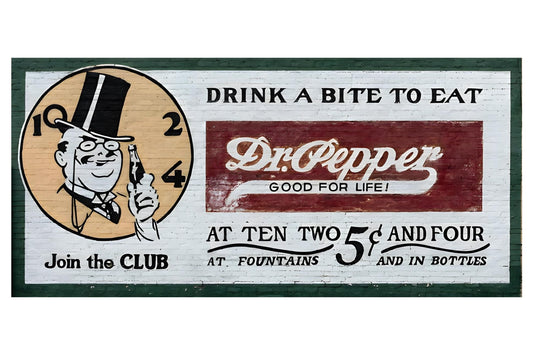 10
2
4
Join the CLUB
DRINK A BITE TO EAT
Dr.Pepper
GOOD FOR LIFE!
AT TEN TWO 5¢ AND FOUR
AT FOUNTAINS AND IN BOTTLES